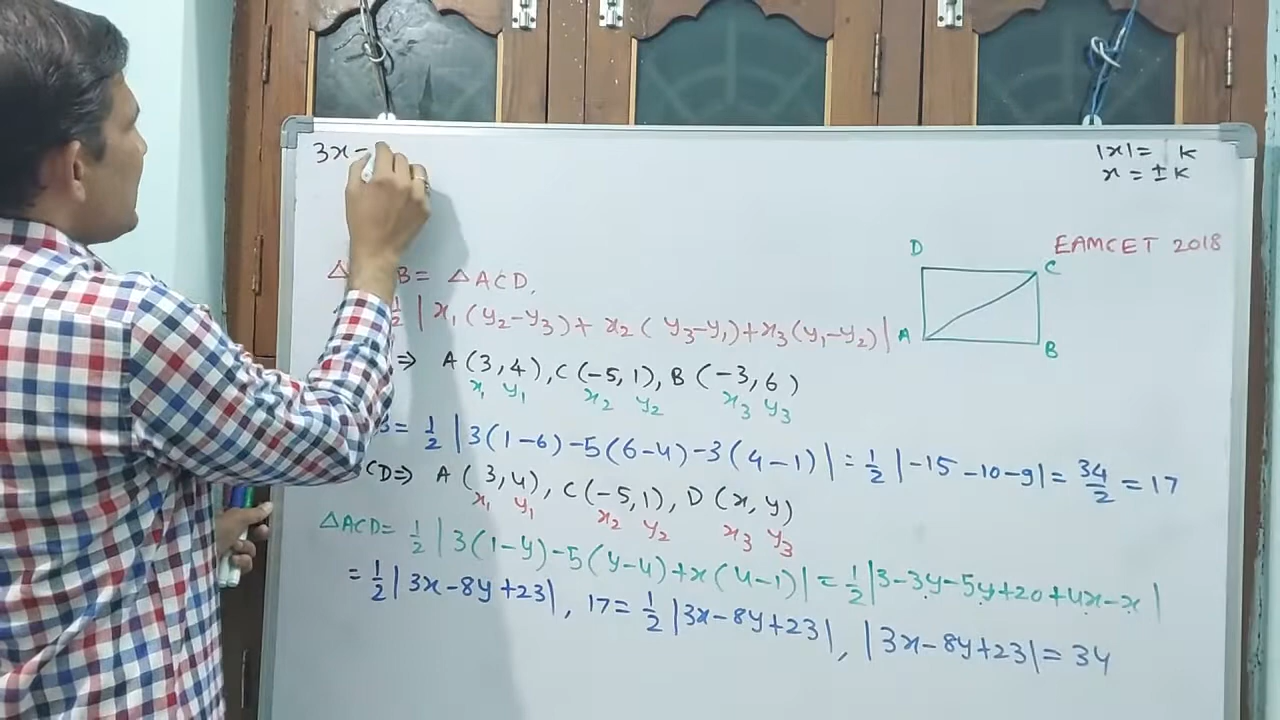 3x-
|x| = k
x = ±k
EAMCET 2018
D
C
A
B
B = △ACD,
½ | x₁(y₂-y₃) + x₂(y₃-y₁) + x₃(y₁-y₂) |
⇒ A(3,4), C(-5,1), B(-3,6)
x₁ y₁ x₂ y₂ x₃ y₃
B = ½ |3(1-6) -5(6-4) -3(4-1)| = ½ |-15-10-9| = 34/2 = 17
CD ⇒ A(3,4), C(-5,1), D(x,y)
x₁ y₁ x₂ y₂ x₃ y₃
△ACD = ½ |3(1-y) -5(y-4) + x(4-1)| = ½ |3-3y-5y+20+4x-x|
= ½ |3x-8y+23|, 17 = ½ |3x-8y+23|, |3x-8y+23| = 34